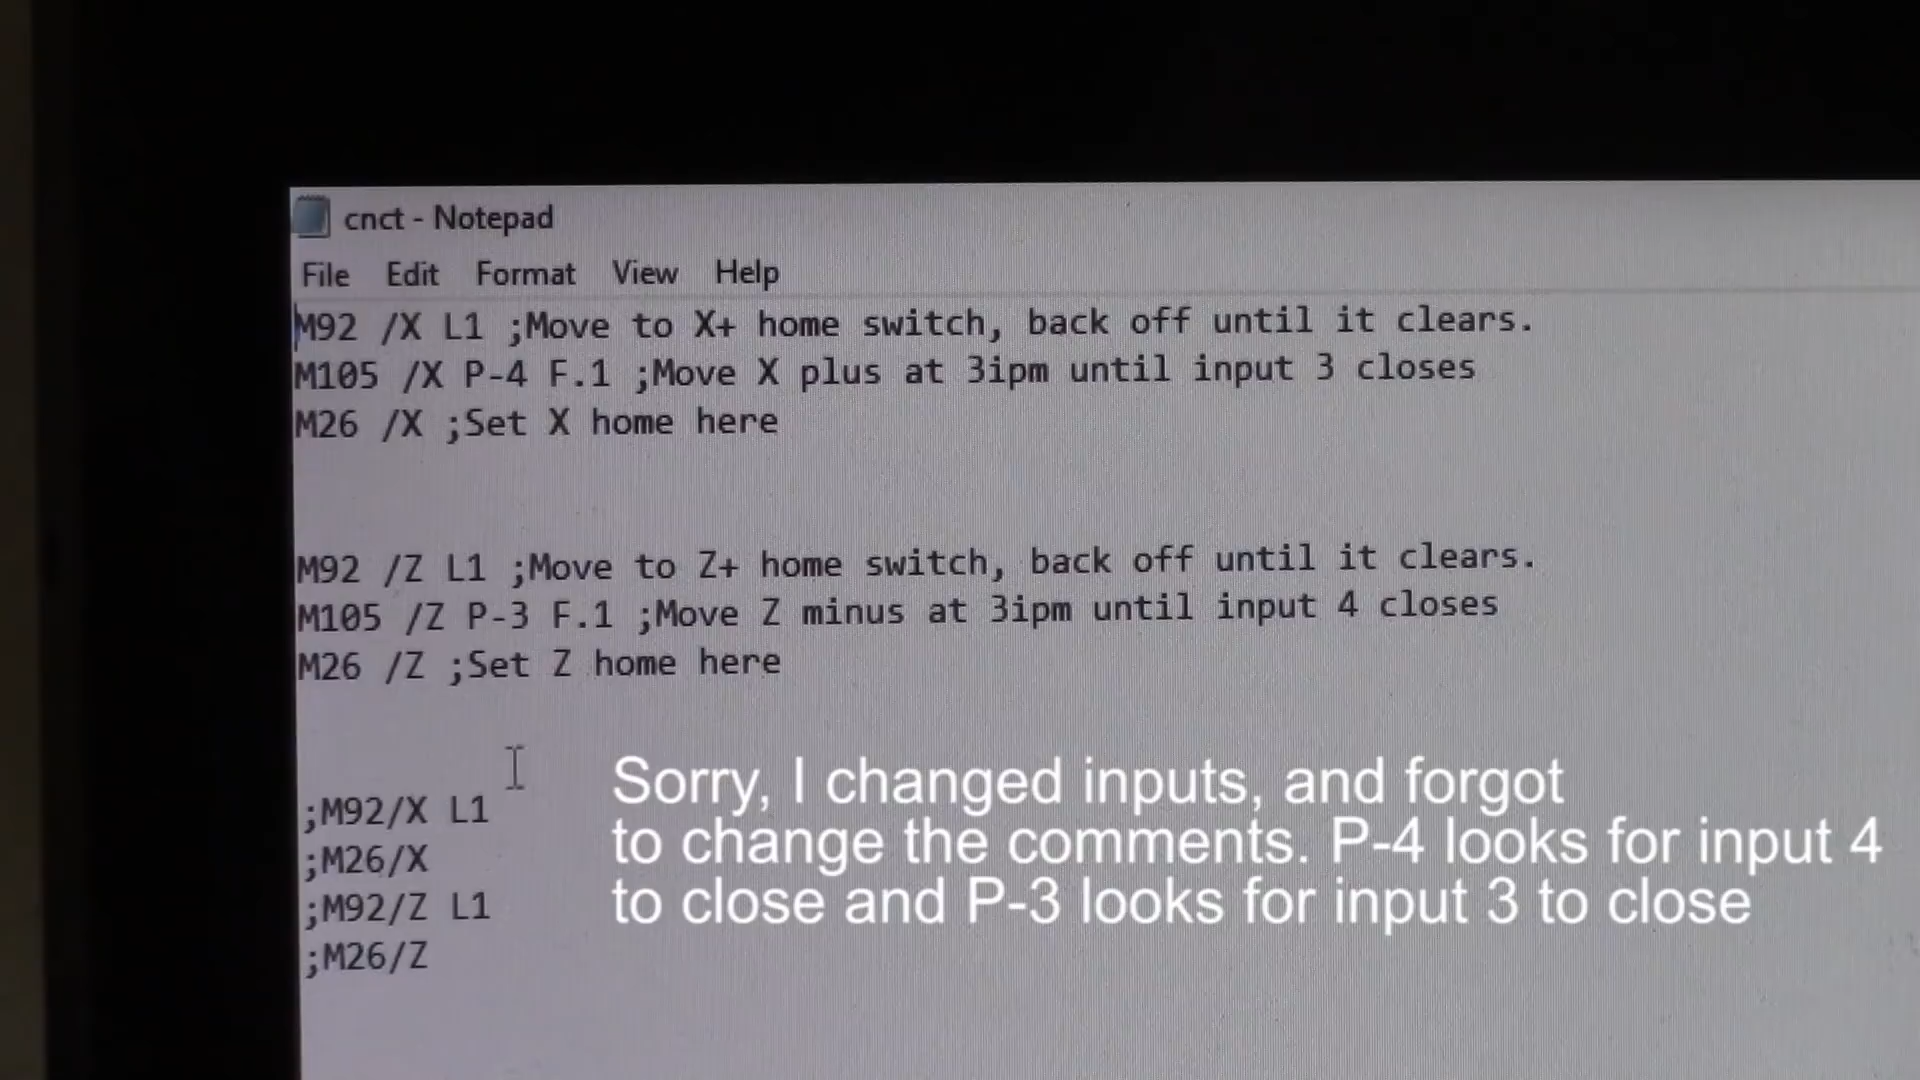 cnct - Notepad
File Edit Format View Help
M92 /X L1 ;Move to X+ home switch, back off until it clears.
M105 /X P-4 F.1 ;Move X plus at 3ipm until input 3 closes
M26 /X ;Set X home here
M92 /Z L1 ;Move to Z+ home switch, back off until it clears.
M105 /Z P-3 F.1 ;Move Z minus at 3ipm until input 4 closes
M26 /Z ;Set Z home here
;M92/X L1
;M26/X
;M92/Z L1
;M26/Z
Sorry, I changed inputs, and forgot
to change the comments. P-4 looks for input 4
to close and P-3 looks for input 3 to close